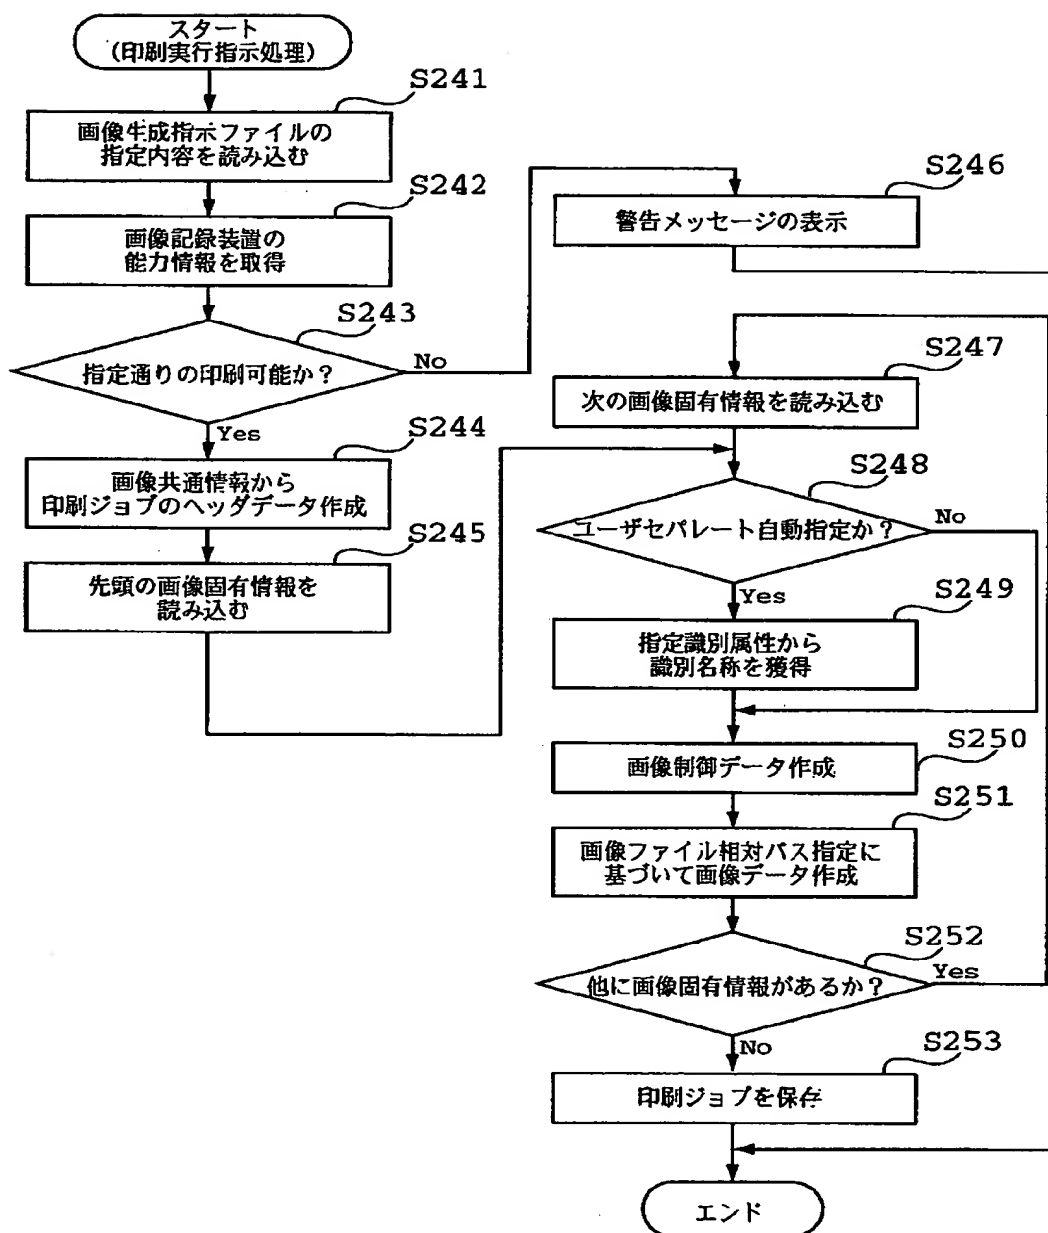 スタート
(印刷実行指示処理)
S241
画像生成指示ファイルの
指定内容を読み込む
S242
画像記録装置の
能力情報を取得
S243
指定通りの印刷可能か？
No
Yes
S244
画像共通情報から
印刷ジョブのヘッダデータ作成
S245
先頭の画像固有情報を
読み込む
S246
警告メッセージの表示
S247
次の画像固有情報を読み込む
S248
ユーザセパレート自動指定か？
No
Yes
S249
指定識別属性から
識別名称を獲得
S250
画像制御データ作成
S251
画像ファイル相対パス指定に
基づいて画像データ作成
S252
他に画像固有情報があるか？
Yes
No
S253
印刷ジョブを保存
エンド